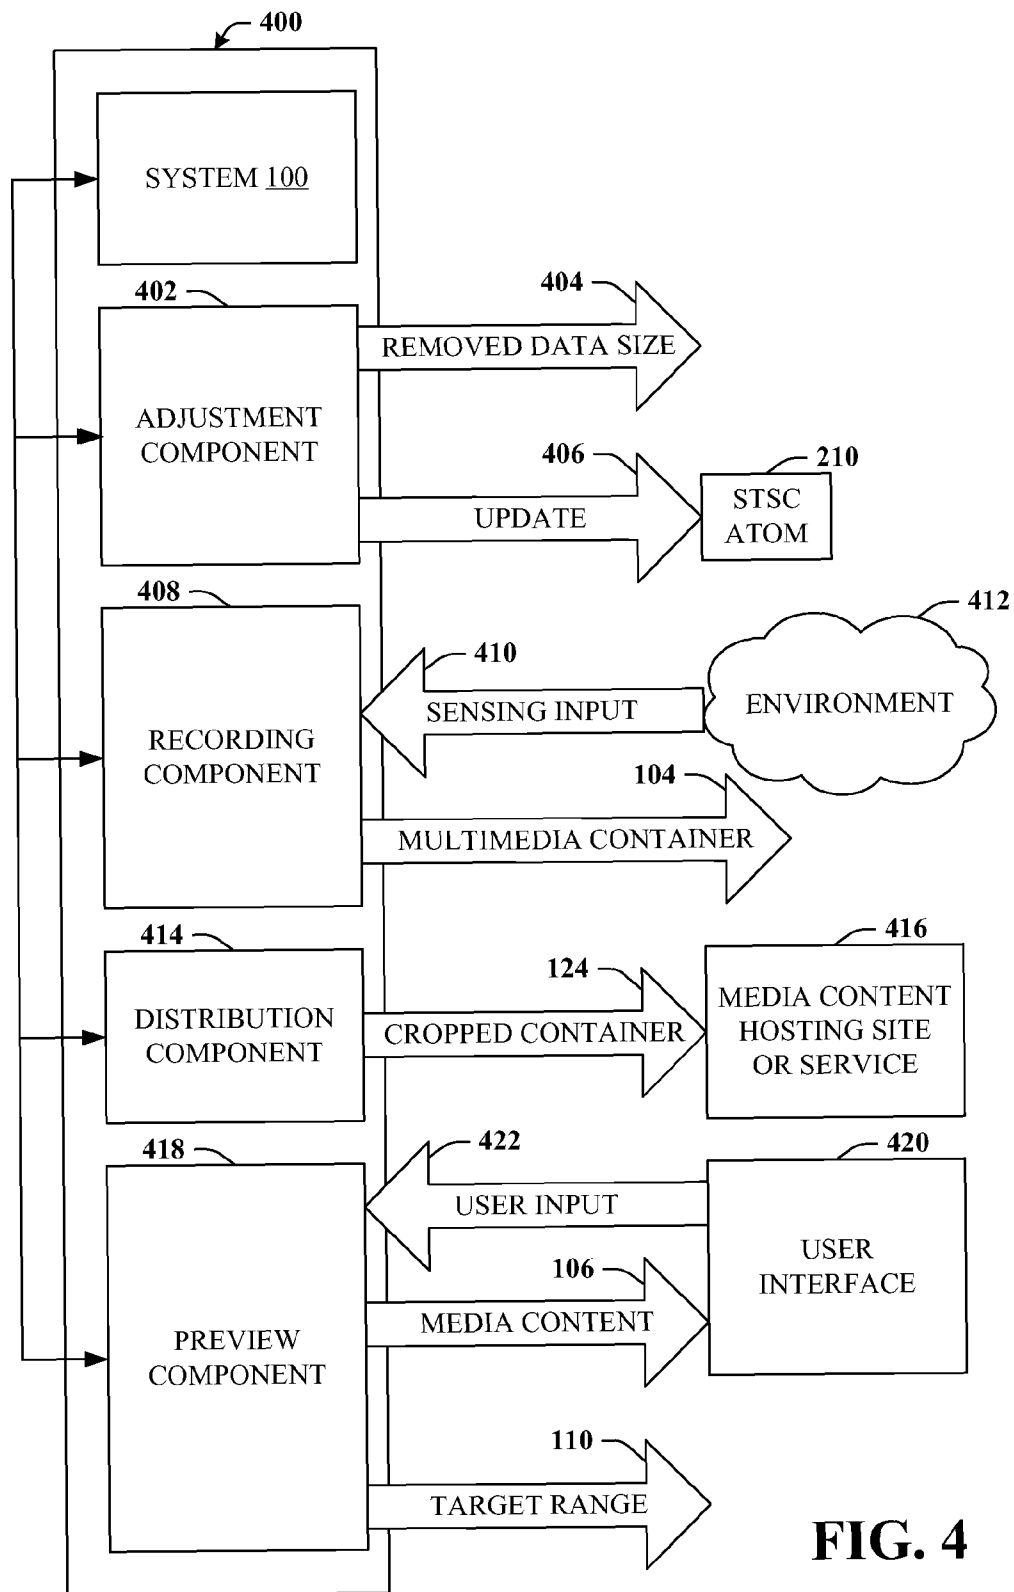 400
SYSTEM 100
402
404
REMOVED DATA SIZE
ADJUSTMENT
COMPONENT
406
210
UPDATE
STSC
ATOM
408
412
410
SENSING INPUT
ENVIRONMENT
RECORDING
COMPONENT
104
MULTIMEDIA CONTAINER
414
416
124
DISTRIBUTION
COMPONENT
CROPPED CONTAINER
MEDIA CONTENT
HOSTING SITE
OR SERVICE
418
422
420
USER INPUT
USER
INTERFACE
106
MEDIA CONTENT
PREVIEW
COMPONENT
110
TARGET RANGE
FIG. 4